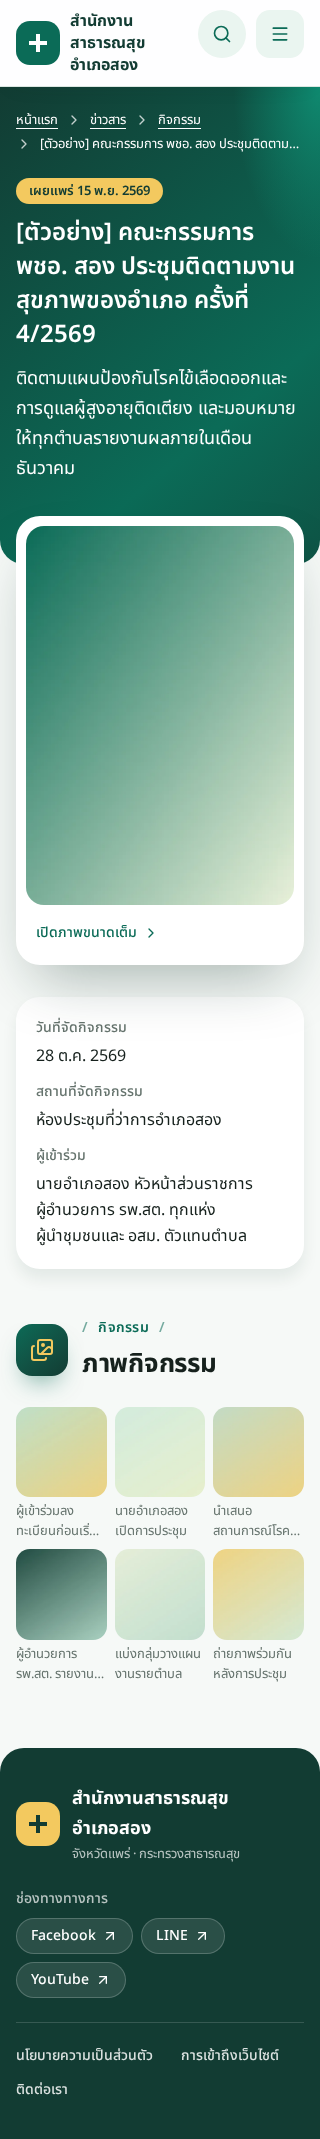 สำนักงาน
สาธารณสุข
อำเภอสอง
หน้าแรก > ข่าวสาร > กิจกรรม
> [ตัวอย่าง] คณะกรรมการ พชอ. สอง ประชุมติดตาม...
เผยแพร่ 15 พ.ย. 2569
[ตัวอย่าง] คณะกรรมการ
พชอ. สอง ประชุมติดตามงาน
สุขภาพของอำเภอ ครั้งที่
4/2569
ติดตามแผนป้องกันโรคไข้เลือดออกและ
การดูแลผู้สูงอายุติดเตียง และมอบหมาย
ให้ทุกตำบลรายงานผลภายในเดือน
ธันวาคม
เปิดภาพขนาดเต็ม
วันที่จัดกิจกรรม
28 ต.ค. 2569
สถานที่จัดกิจกรรม
ห้องประชุมที่ว่าการอำเภอสอง
ผู้เข้าร่วม
นายอำเภอสอง หัวหน้าส่วนราชการ
ผู้อำนวยการ รพ.สต. ทุกแห่ง
ผู้นำชุมชนและ อสม. ตัวแทนตำบล
/ กิจกรรม /
ภาพกิจกรรม
ผู้เข้าร่วมลง
ทะเบียนก่อนเริ่...
นายอำเภอสอง
เปิดการประชุม
นำเสนอ
สถานการณ์โรค...
ผู้อำนวยการ
รพ.สต. รายงาน...
แบ่งกลุ่มวางแผน
งานรายตำบล
ถ่ายภาพร่วมกัน
หลังการประชุม
สำนักงานสาธารณสุข
อำเภอสอง
จังหวัดแพร่ · กระทรวงสาธารณสุข
ช่องทางทางการ
Facebook
LINE
YouTube
นโยบายความเป็นส่วนตัว
การเข้าถึงเว็บไซต์
ติดต่อเรา